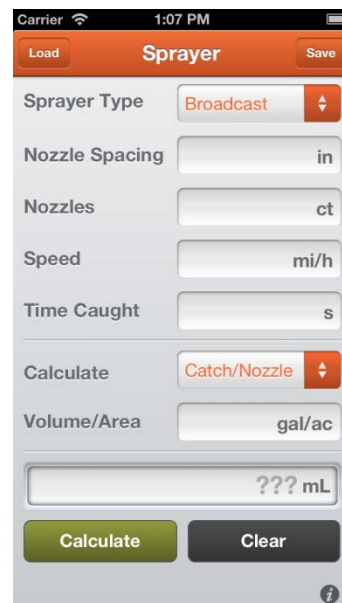 Carrier 1:07 PM
Load Sprayer Save
Sprayer Type Broadcast
Nozzle Spacing in
Nozzles ct
Speed mi/h
Time Caught s
Calculate Catch/Nozzle
Volume/Area gal/ac
??? mL
Calculate Clear
i